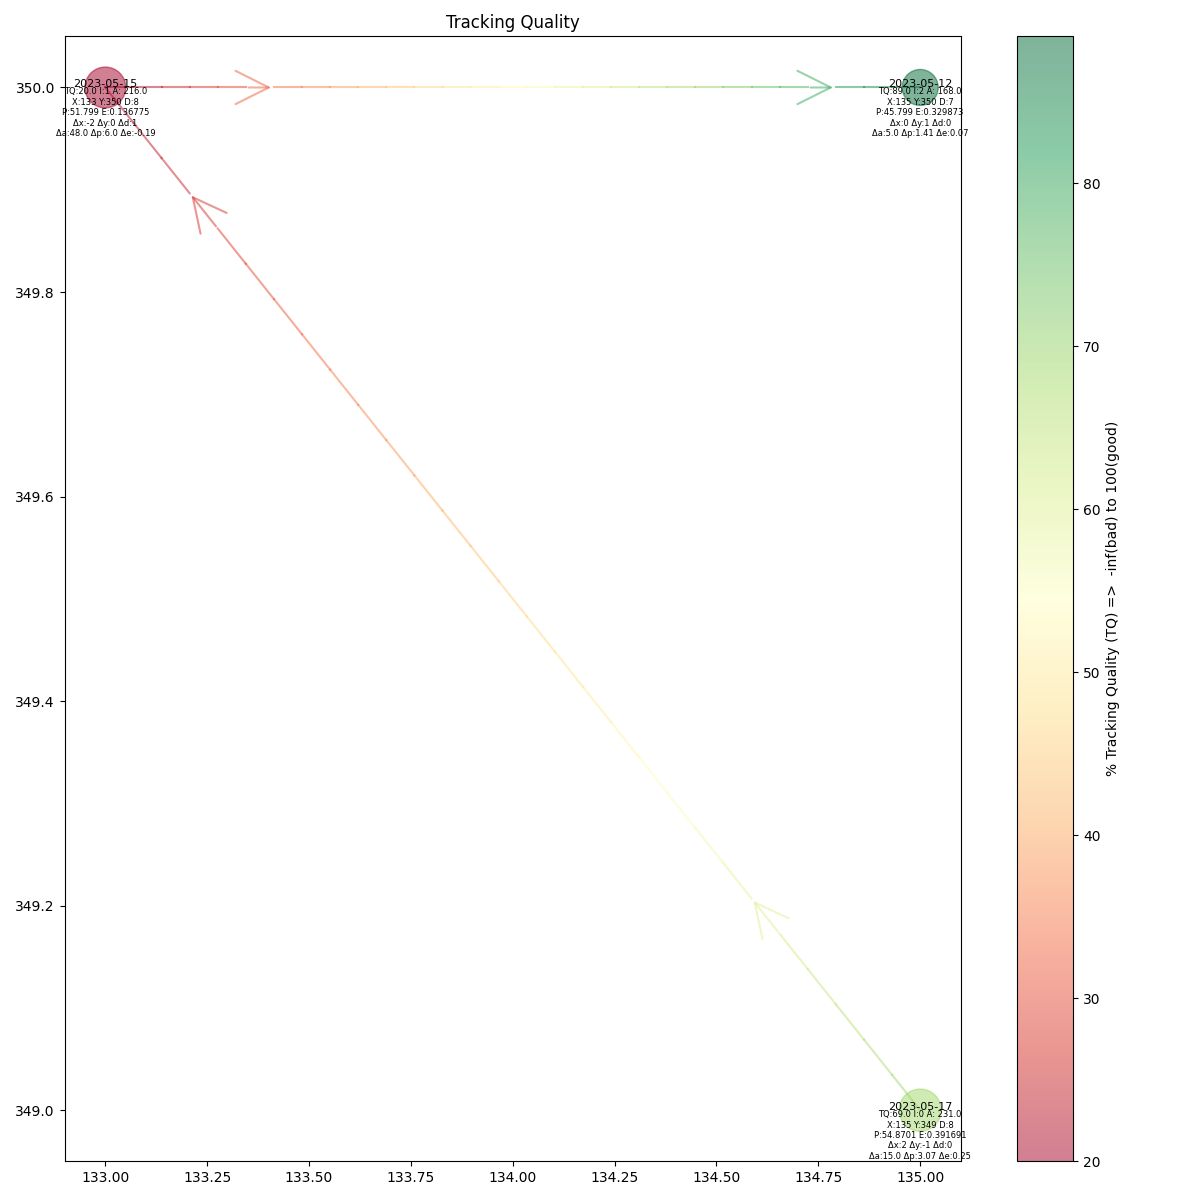 Tracking Quality
350.0
349.8
349.6
349.4
349.2
349.0
2023-05-15
TQ:20.0 I:1 A: 216.0
X:133 Y:350 D:8
P:51.799 E:0.136775
Δx:-2 Δy:0 Δd:1
Δa:48.0 Δp:6.0 Δe:-0.19
2023-05-12
TQ:89.0 I:2 A: 168.0
X:135 Y:350 D:7
P:45.799 E:0.329873
Δx:0 Δy:1 Δd:0
Δa:5.0 Δp:1.41 Δe:0.07
2023-05-17
TQ:69.0 I:0 A: 231.0
X:135 Y:349 D:8
P:54.8701 E:0.391691
Δx:2 Δy:-1 Δd:0
Δa:15.0 Δp:3.07 Δe:0.25
133.00
133.25
133.50
133.75
134.00
134.25
134.50
134.75
135.00
80
70
60
50
40
30
20
% Tracking Quality (TQ) => -inf(bad) to 100(good)